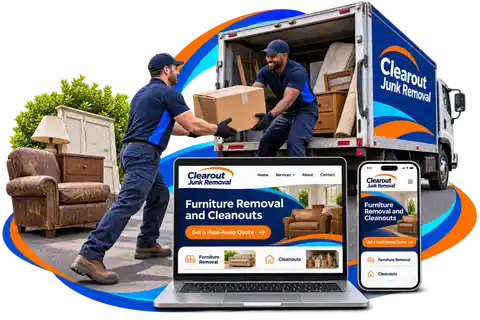 Clearout
Junk Removal
Clearout
Junk Removal
Home Services About Contact
Furniture Removal
and Cleanouts
Get a Haul-Away Quote →
Furniture
Removal
Cleanouts
Clearout
Junk Removal
Furniture
Removal and
Cleanouts
Get a Haul-Away Quote →
Furniture Removal
Cleanouts